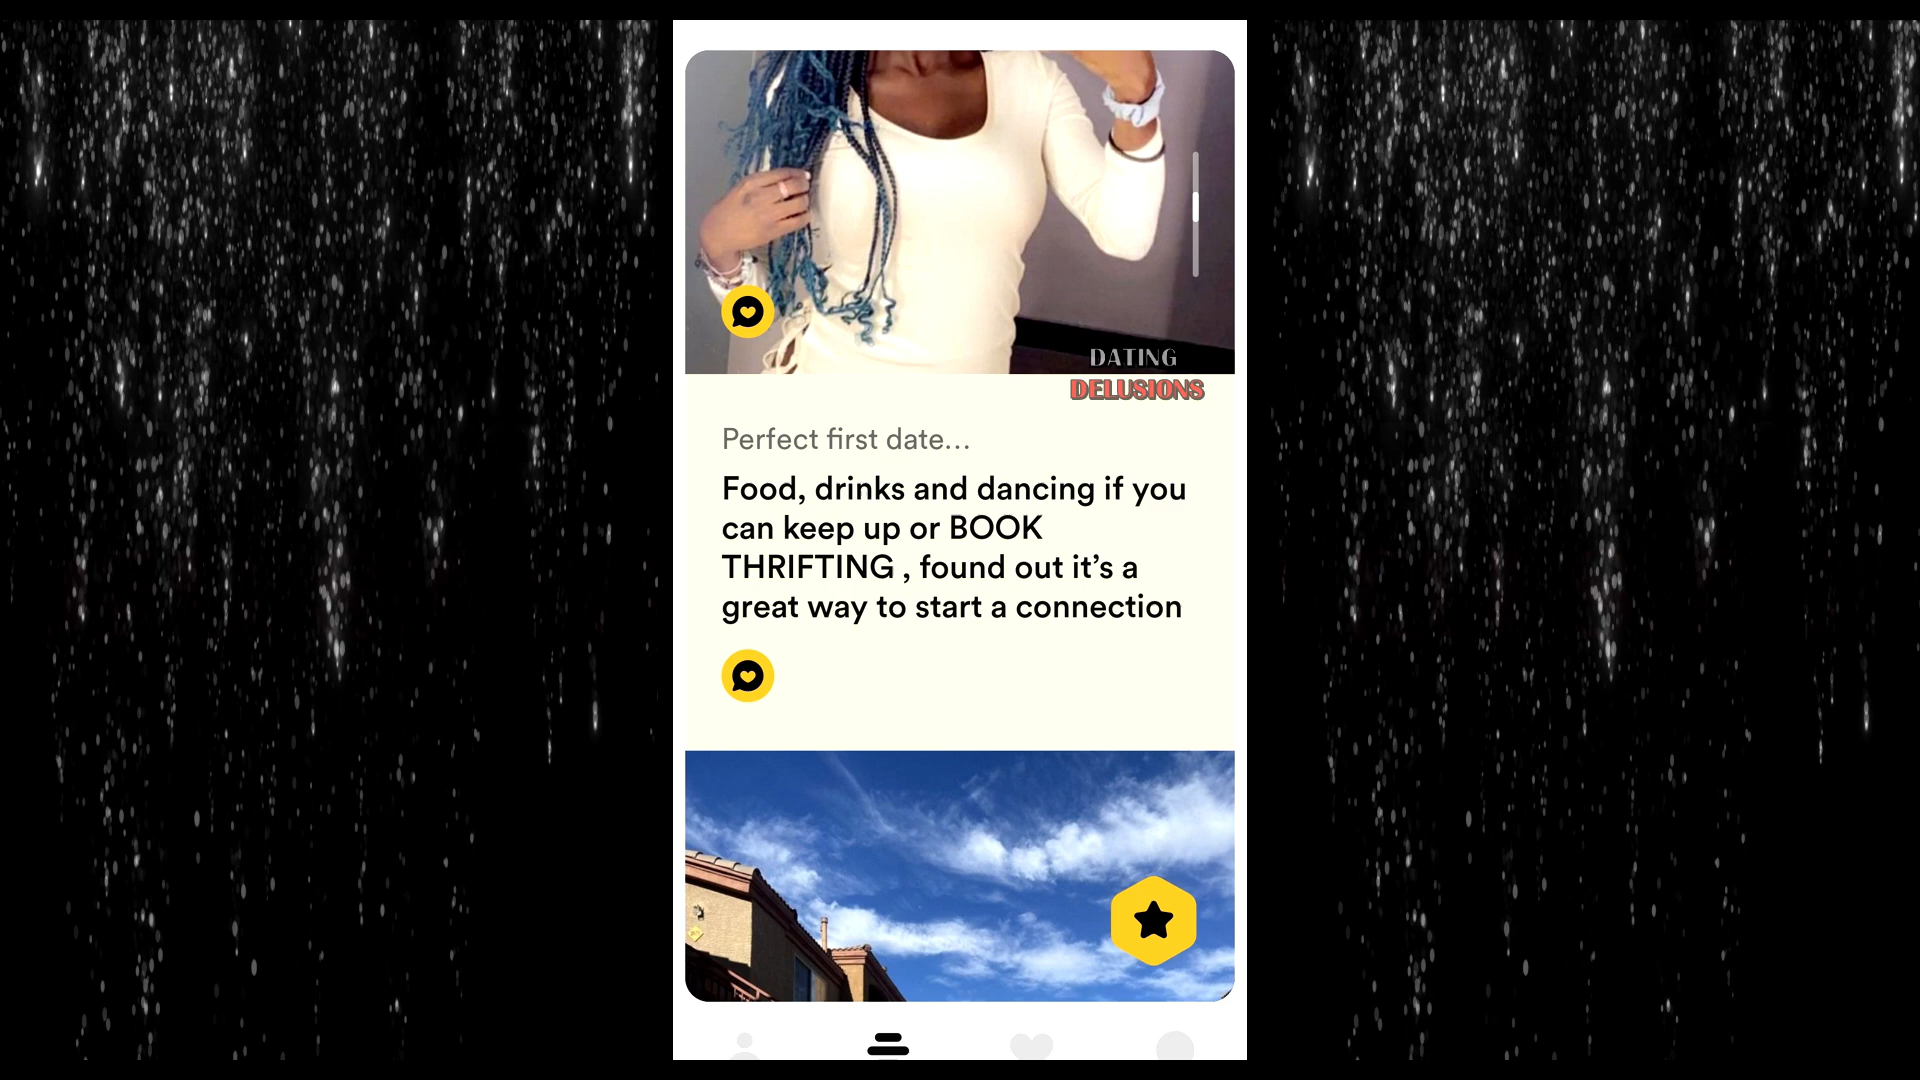 DATING
DELUSIONS
Perfect first date...
Food, drinks and dancing if you
can keep up or BOOK
THRIFTING , found out it’s a
great way to start a connection